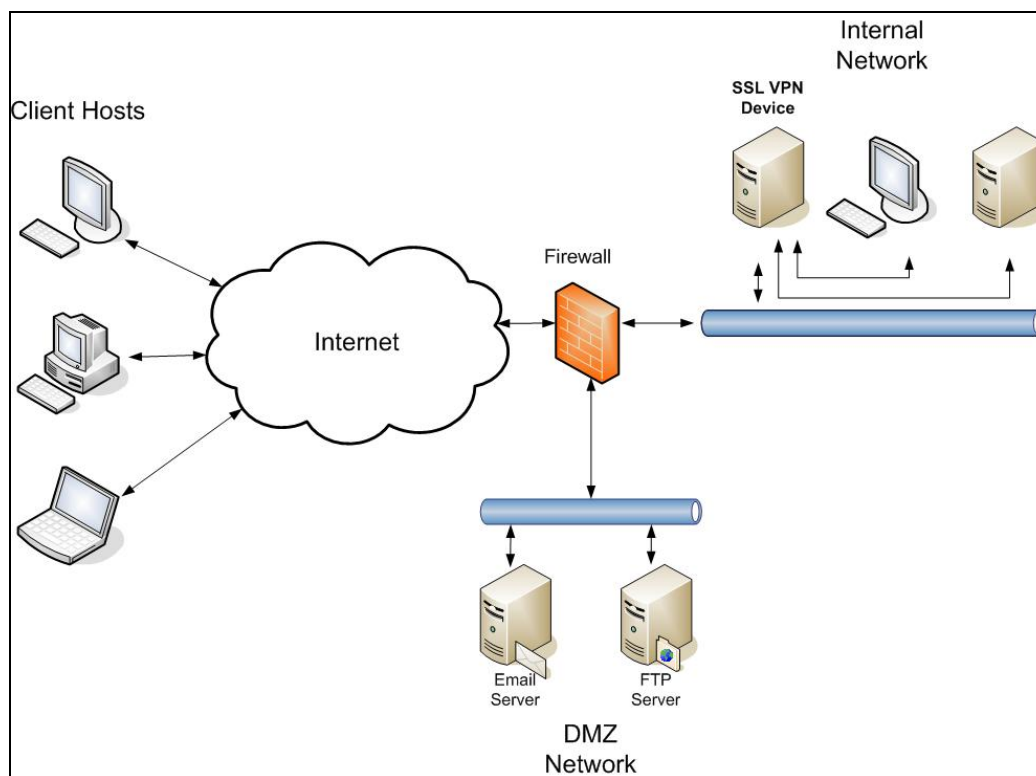 Internal
Network
Client Hosts
SSL VPN
Device
Firewall
Internet
Email
Server
FTP
Server
DMZ
Network